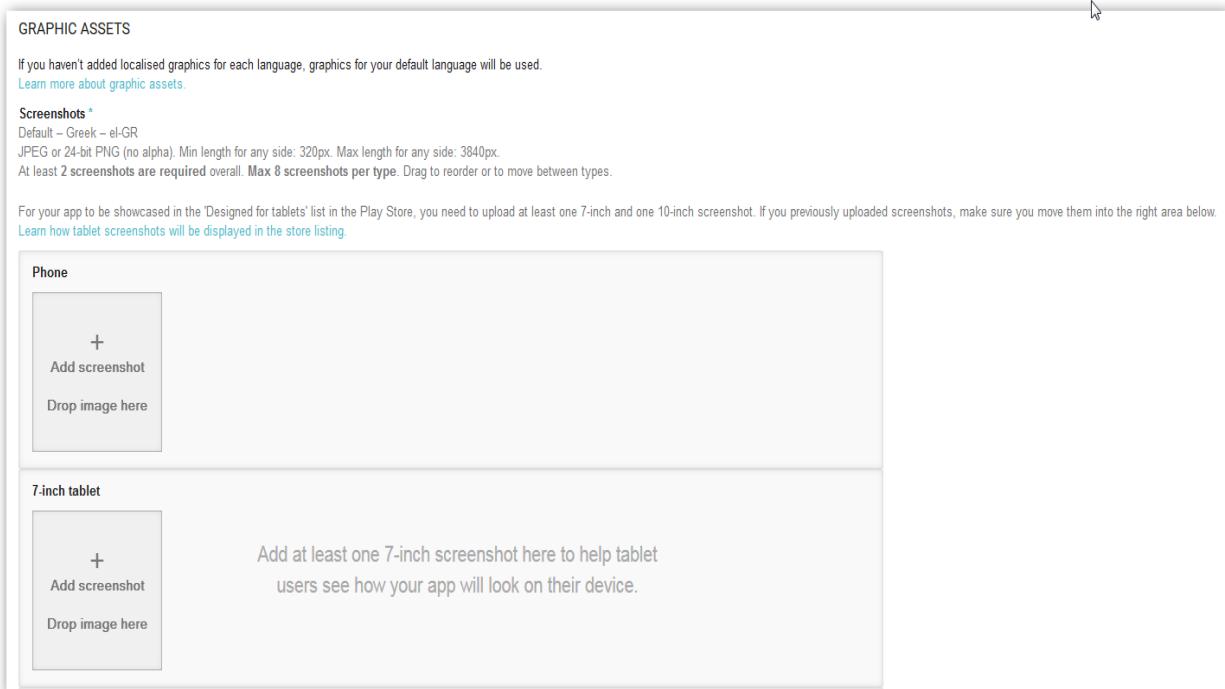 GRAPHIC ASSETS
If you haven't added localised graphics for each language, graphics for your default language will be used.
Learn more about graphic assets.
Screenshots *
Default – Greek – el-GR
JPEG or 24-bit PNG (no alpha). Min length for any side: 320px. Max length for any side: 3840px.
At least 2 screenshots are required overall. Max 8 screenshots per type. Drag to reorder or to move between types.
For your app to be showcased in the 'Designed for tablets' list in the Play Store, you need to upload at least one 7-inch and one 10-inch screenshot. If you previously uploaded screenshots, make sure you move them into the right area below.
Learn how tablet screenshots will be displayed in the store listing.
Phone
+
Add screenshot
Drop image here
7-inch tablet
+
Add screenshot
Drop image here
Add at least one 7-inch screenshot here to help tablet
users see how your app will look on their device.